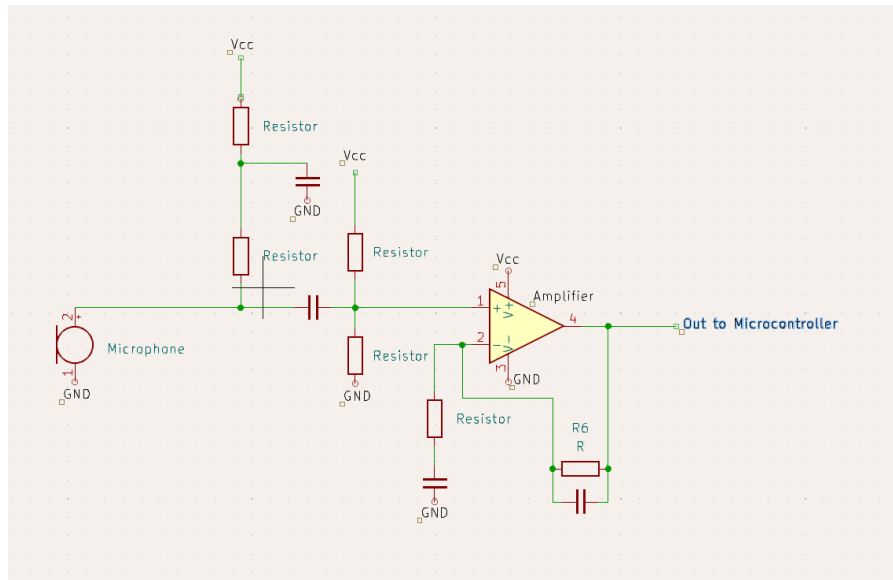 Vcc
Resistor
GND
Vcc
Resistor
Resistor
Vcc
5
Amplifier
1
+
V+
4
Out to Microcontroller
2
+
Microphone
1
GND
Resistor
GND
2
−
V−
3
GND
Resistor
GND
R6
R